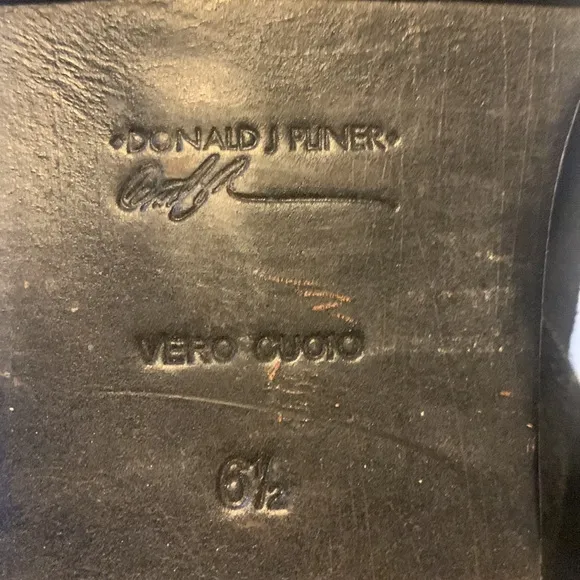 •DONALD J PLINER•
VERO CUOIO
6½